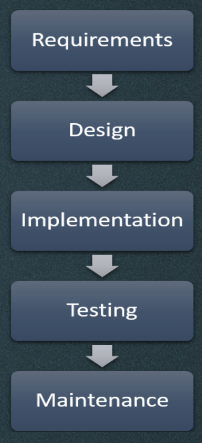 Requirements
Design
Implementation
Testing
Maintenance